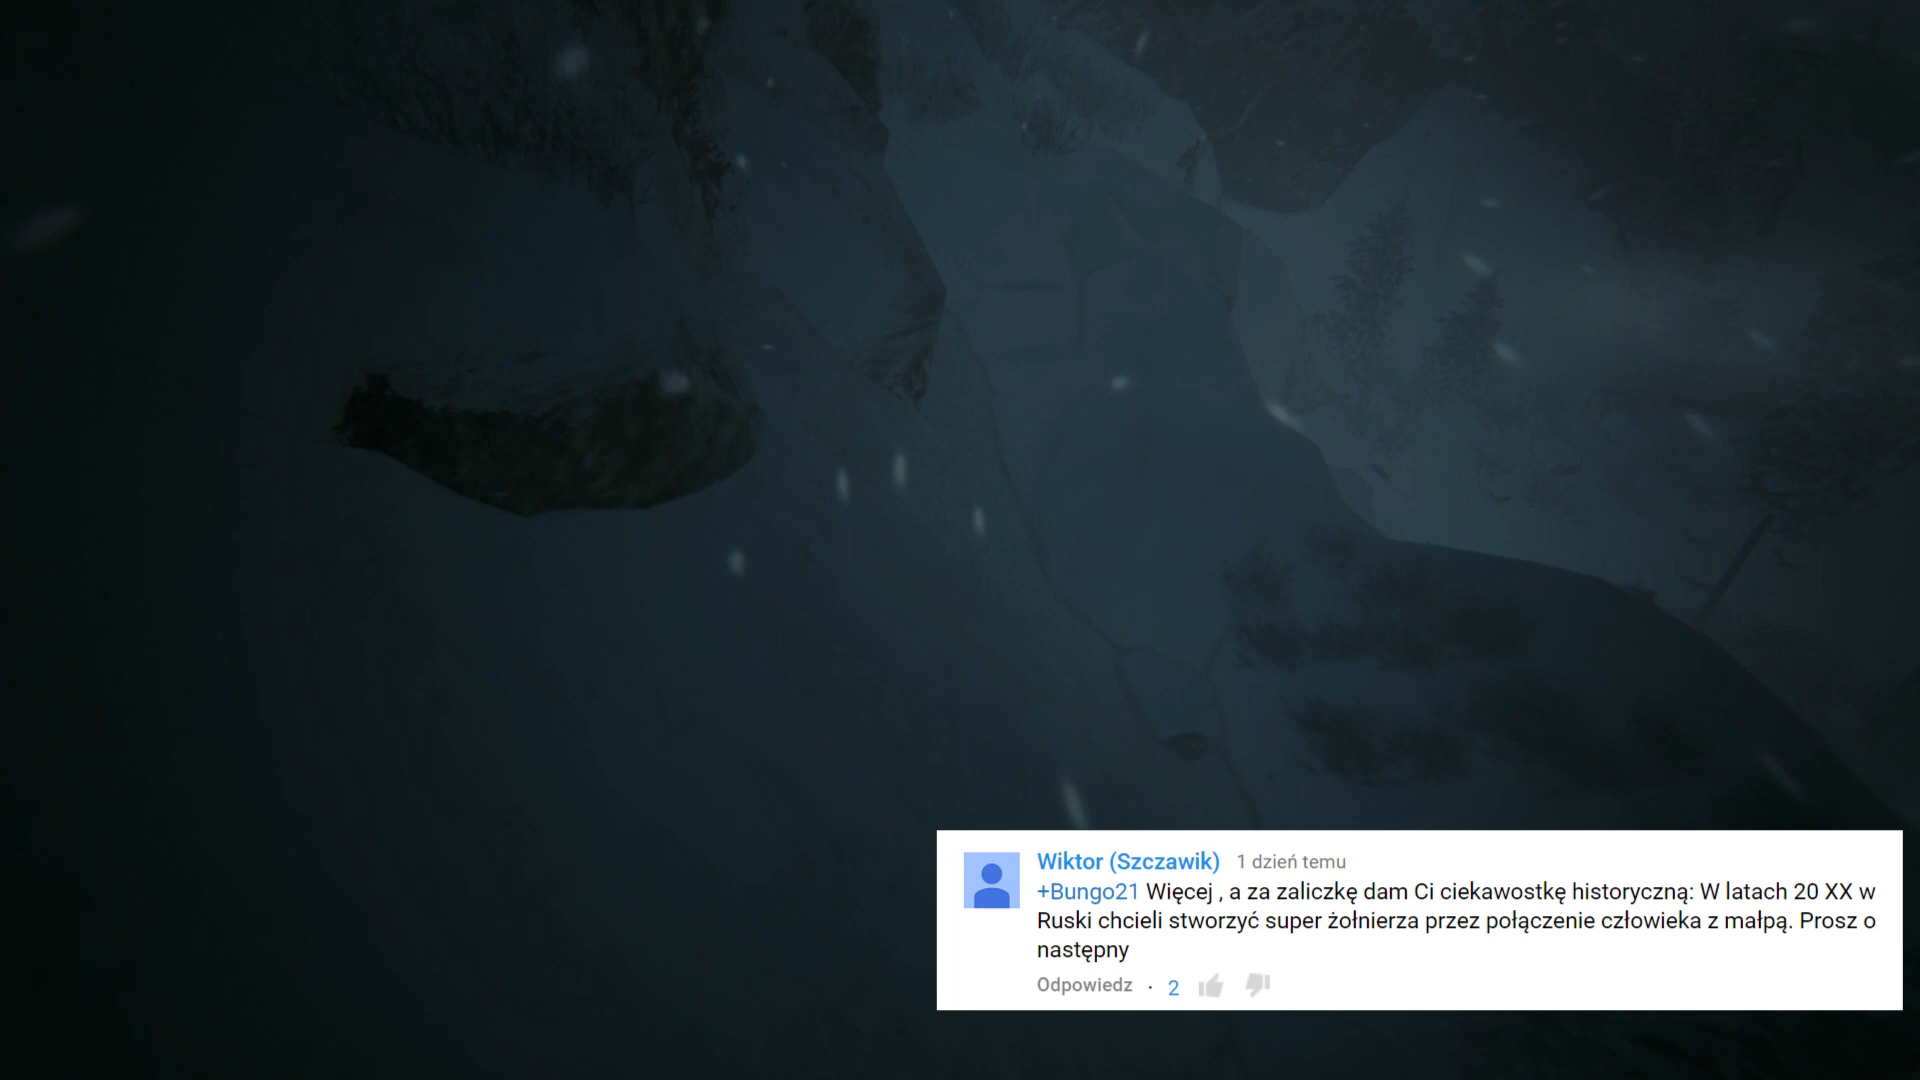 Wiktor (Szczawik) 1 dzień temu
+Bungo21 Więcej , a za zaliczkę dam Ci ciekawostkę historyczną: W latach 20 XX w
Ruski chcieli stworzyć super żołnierza przez połączenie człowieka z małpą. Prosz o
następny
Odpowiedz · 2